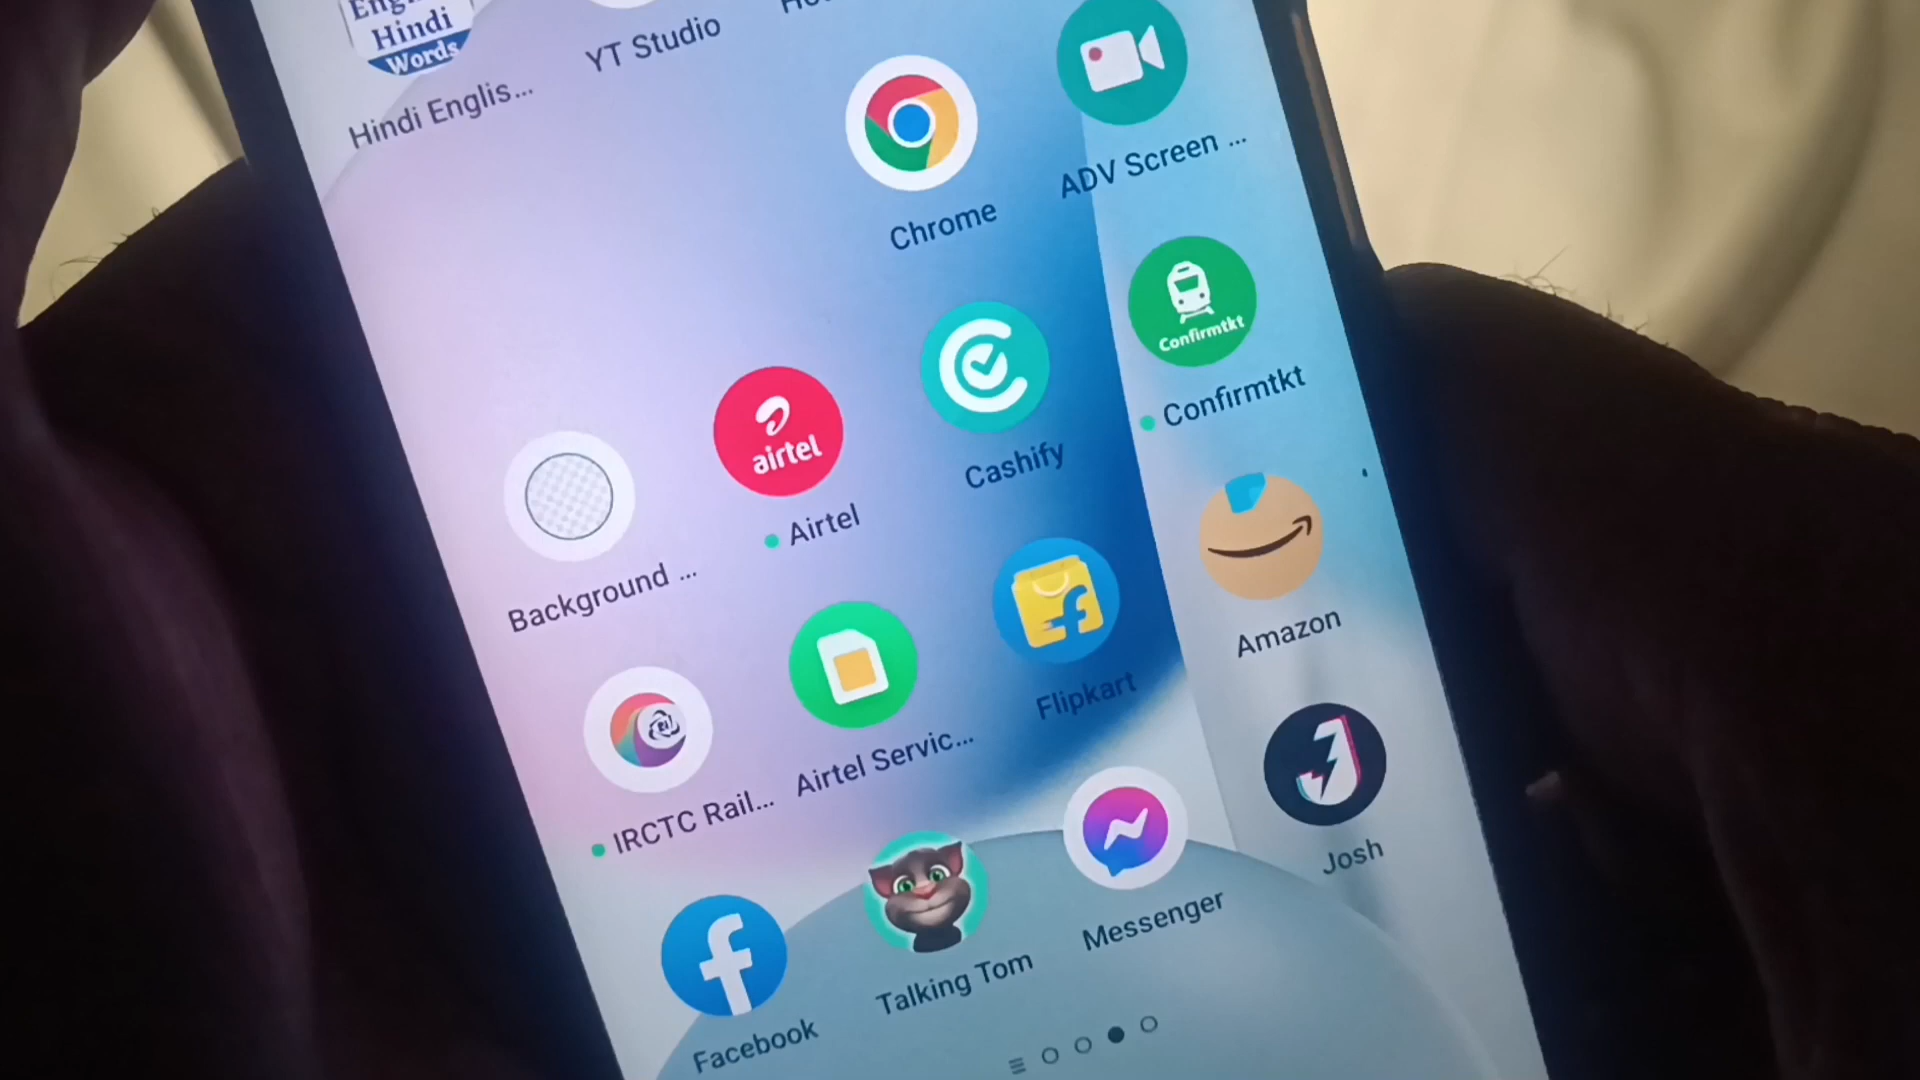 Hindi
Words
Hindi Englis...
YT Studio
Chrome
ADV Screen ...
Background ...
airtel
Airtel
Cashify
Confirmtkt
Confirmtkt
IRCTC Rail...
Airtel Servic...
Flipkart
Amazon
Facebook
Talking Tom
Messenger
Josh